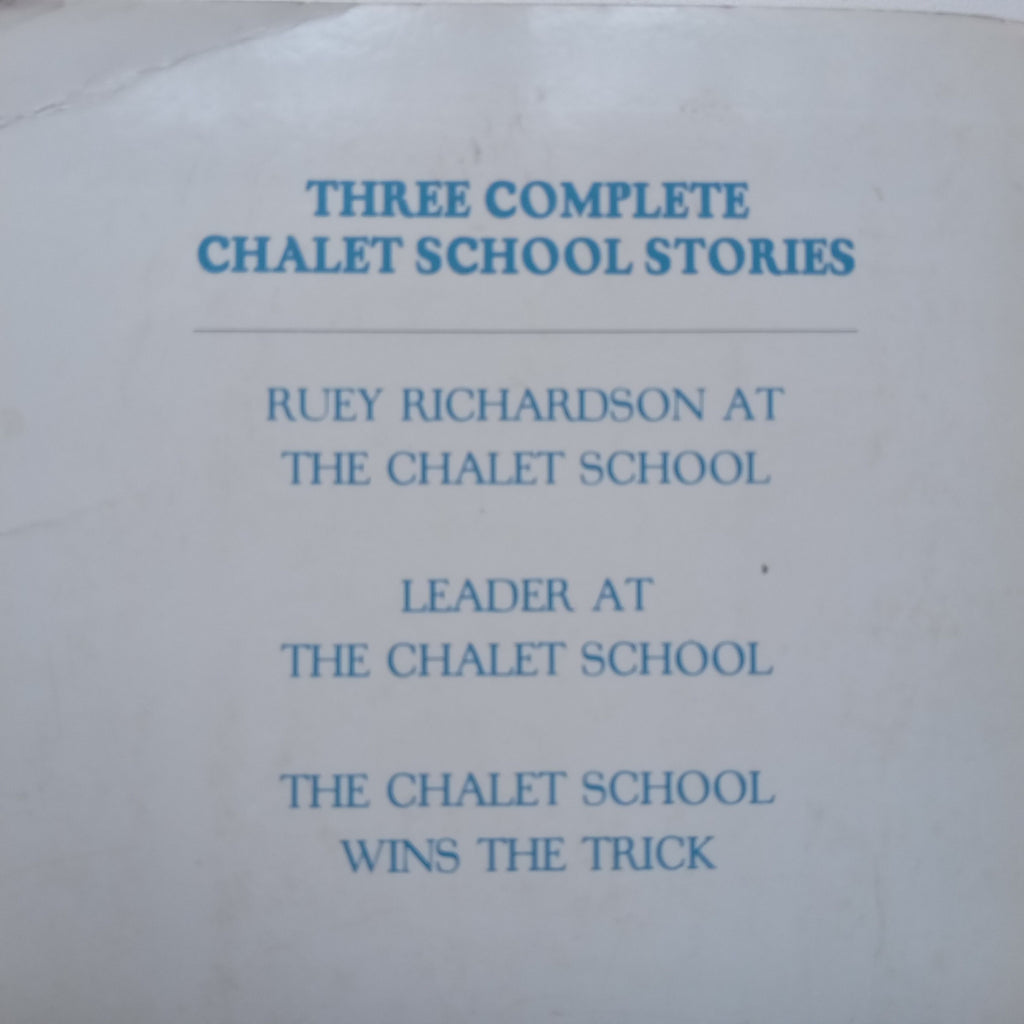 THREE COMPLETE
CHALET SCHOOL STORIES
RUEY RICHARDSON AT
THE CHALET SCHOOL
LEADER AT
THE CHALET SCHOOL
THE CHALET SCHOOL
WINS THE TRICK